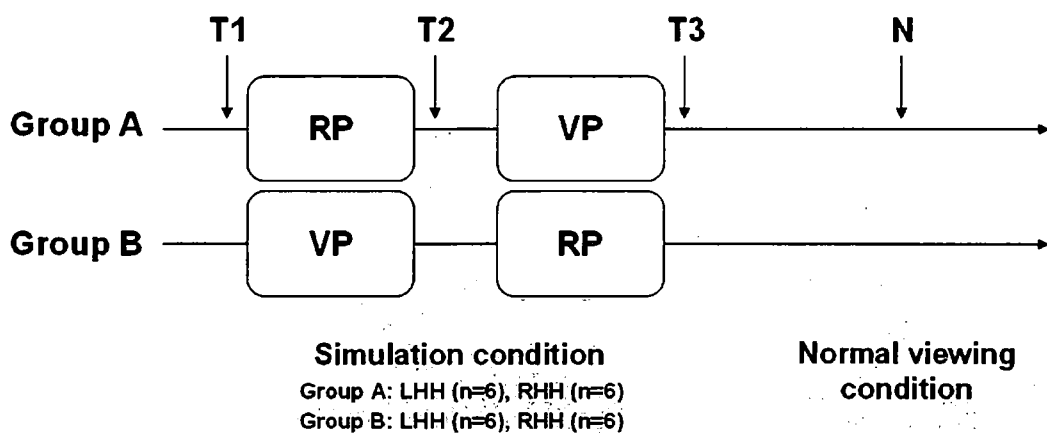 T1 T2 T3 N
Group A RP VP
Group B VP RP
Simulation condition
Group A: LHH (n=6), RHH (n=6)
Group B: LHH (n=6), RHH (n=6)
Normal viewing
condition